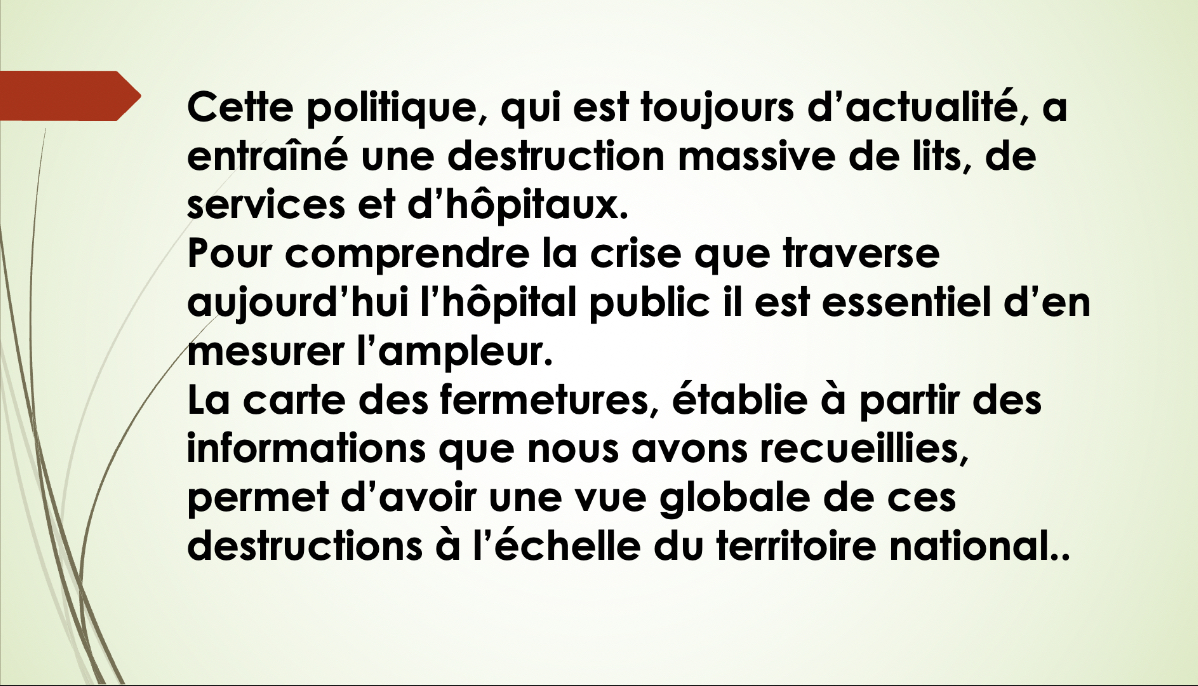 Cette politique, qui est toujours d’actualité, a
entraîné une destruction massive de lits, de
services et d’hôpitaux.
Pour comprendre la crise que traverse
aujourd’hui l’hôpital public il est essentiel d’en
mesurer l’ampleur.
La carte des fermetures, établie à partir des
informations que nous avons recueillies,
permet d’avoir une vue globale de ces
destructions à l’échelle du territoire national..